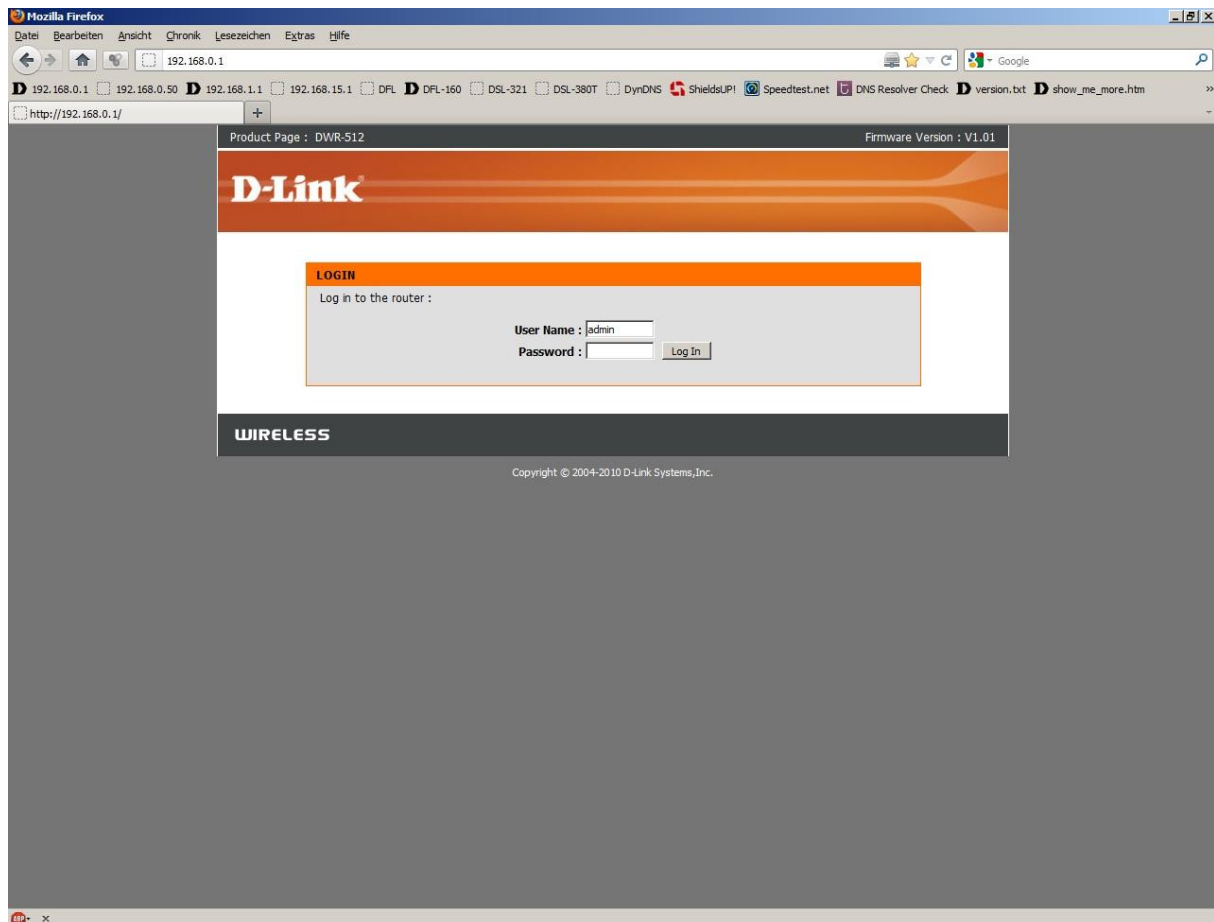 Mozilla Firefox
Datei Bearbeiten Ansicht Chronik Lesezeichen Extras Hilfe
192.168.0.1 Google
192.168.0.1 192.168.0.50 192.168.1.1 192.168.15.1 DFL DFL-160 DSL-321 DSL-380T DynDNS ShieldsUP! Speedtest.net DNS Resolver Check version.txt show_me_more.htm »
http://192.168.0.1/ +
Product Page : DWR-512 Firmware Version : V1.01
D-Link
LOGIN
Log in to the router :
User Name : admin
Password : Log In
WIRELESS
Copyright © 2004-2010 D-Link Systems,Inc.
ABP